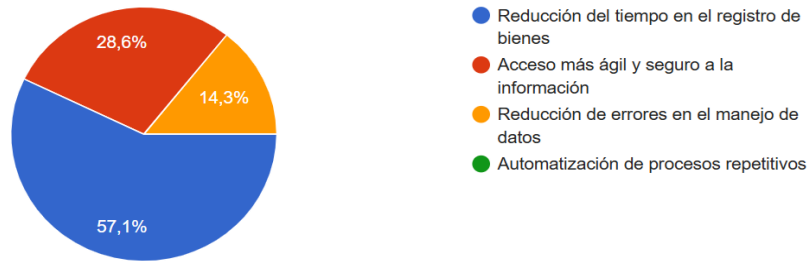 28,6%
14,3%
57,1%
Reducción del tiempo en el registro de
bienes
Acceso más ágil y seguro a la
información
Reducción de errores en el manejo de
datos
Automatización de procesos repetitivos